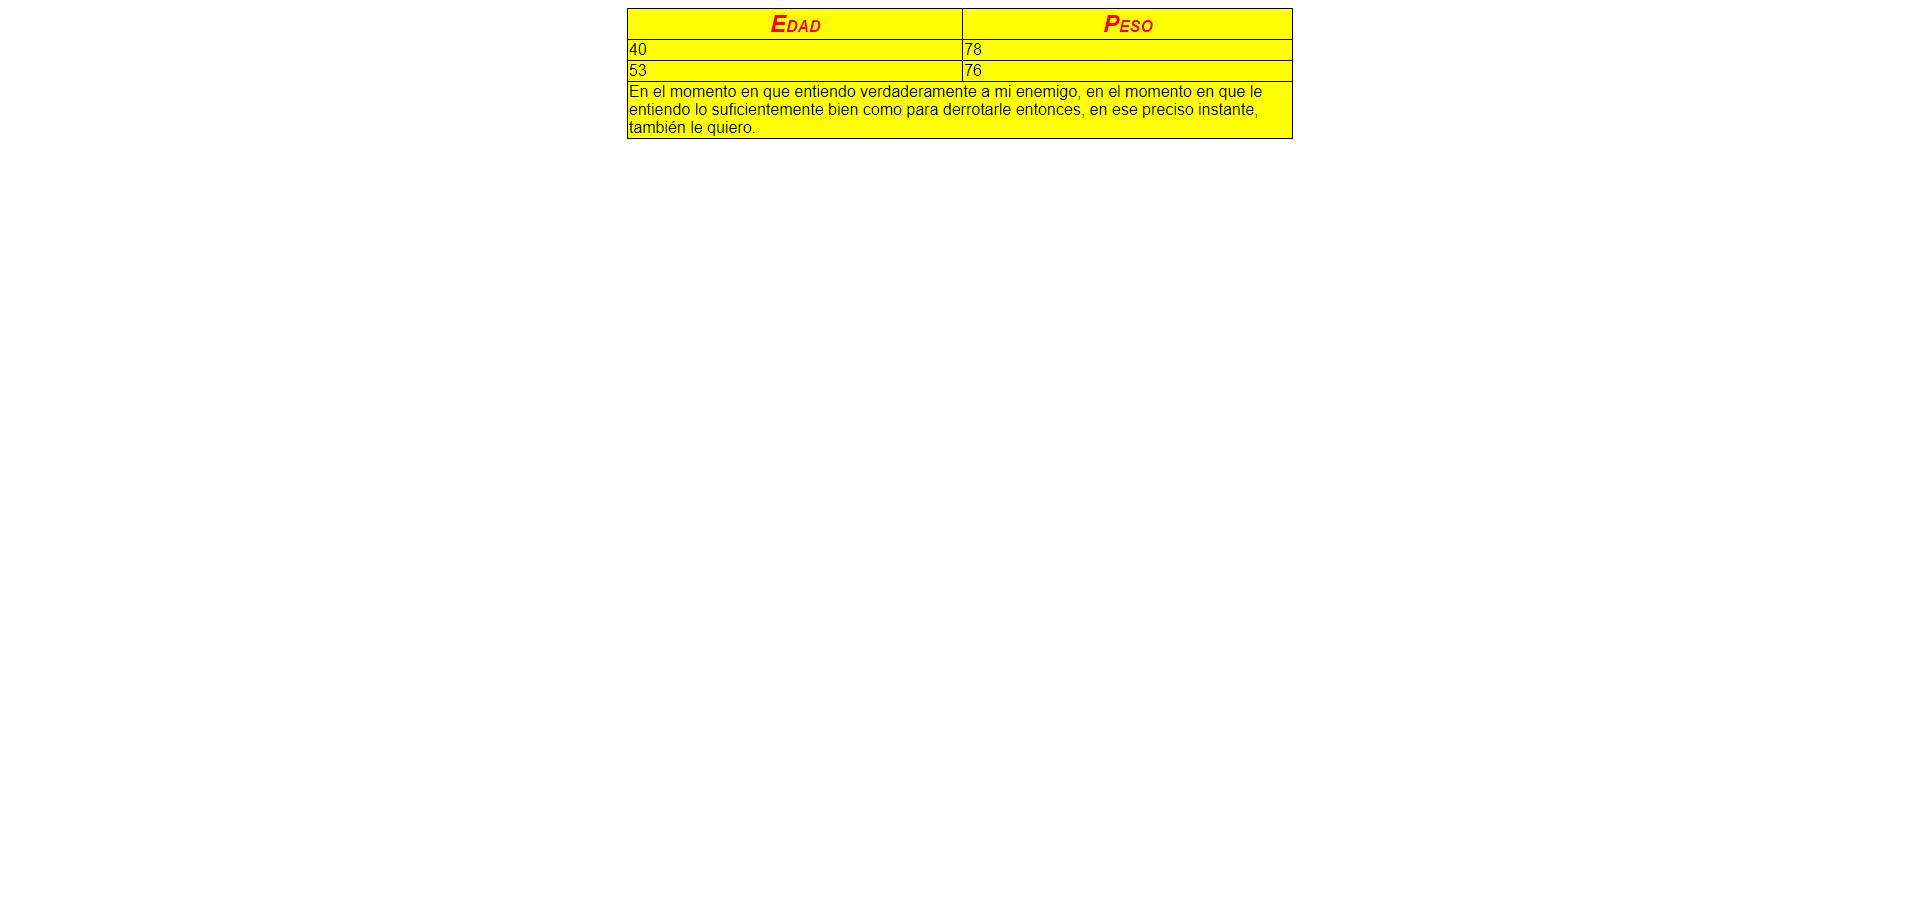 Edad Peso
40 78
53 76
En el momento en que entiendo verdaderamente a mi enemigo, en el momento en que le
entiendo lo suficientemente bien como para derrotarle entonces, en ese preciso instante,
también le quiero.